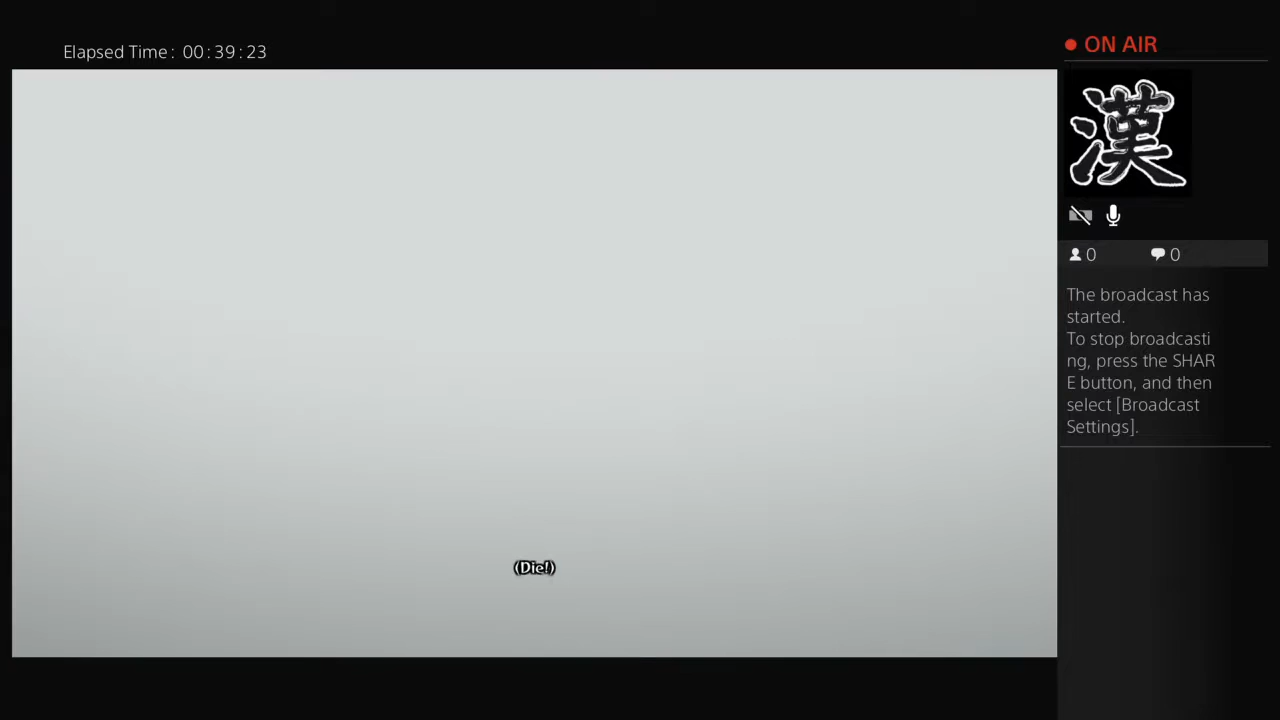 Elapsed Time: 00:39:23
ON AIR
漢
0 0
The broadcast has
started.
To stop broadcasti
ng, press the SHAR
E button, and then
select [Broadcast
Settings].
(Die!)